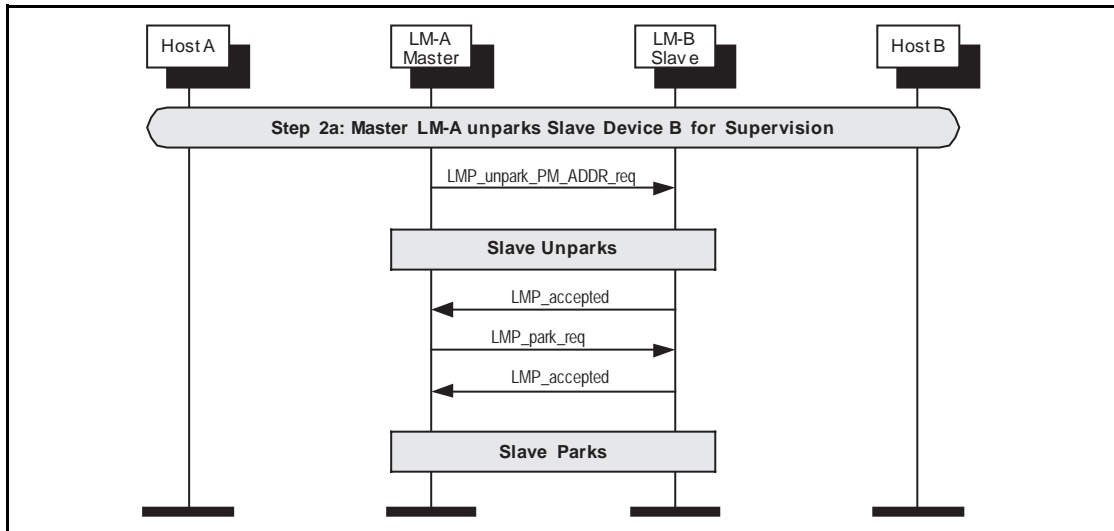 Host A
LM-A
Master
LM-B
Slave
Host B
Step 2a: Master LM-A unparks Slave Device B for Supervision
LMP_unpark_PM_ADDR_req
Slave Unparks
LMP_accepted
LMP_park_req
LMP_accepted
Slave Parks